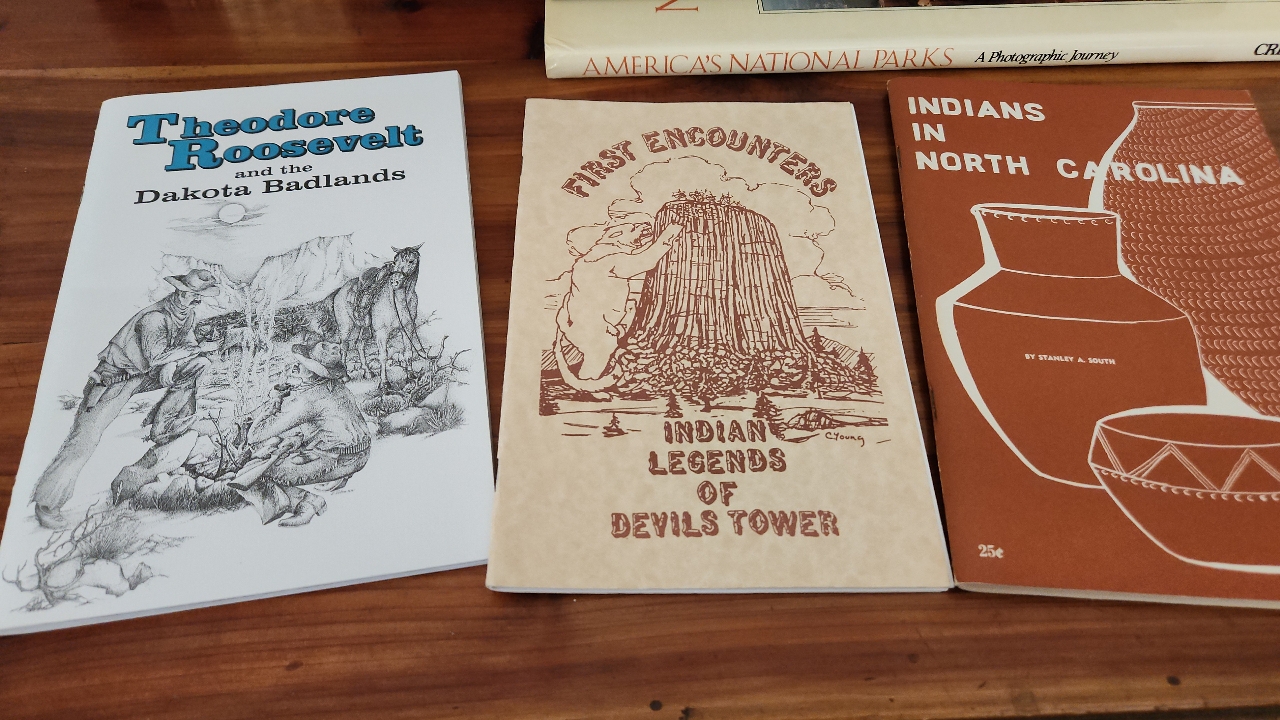 AMERICA'S NATIONAL PARKS A Photographic Journey
Theodore
Roosevelt
and the
Dakota Badlands
FIRST ENCOUNTERS
C.Young
INDIAN
LEGENDS
OF
DEVILS TOWER
INDIANS
IN
NORTH CAROLINA
BY STANLEY A. SOUTH
25¢